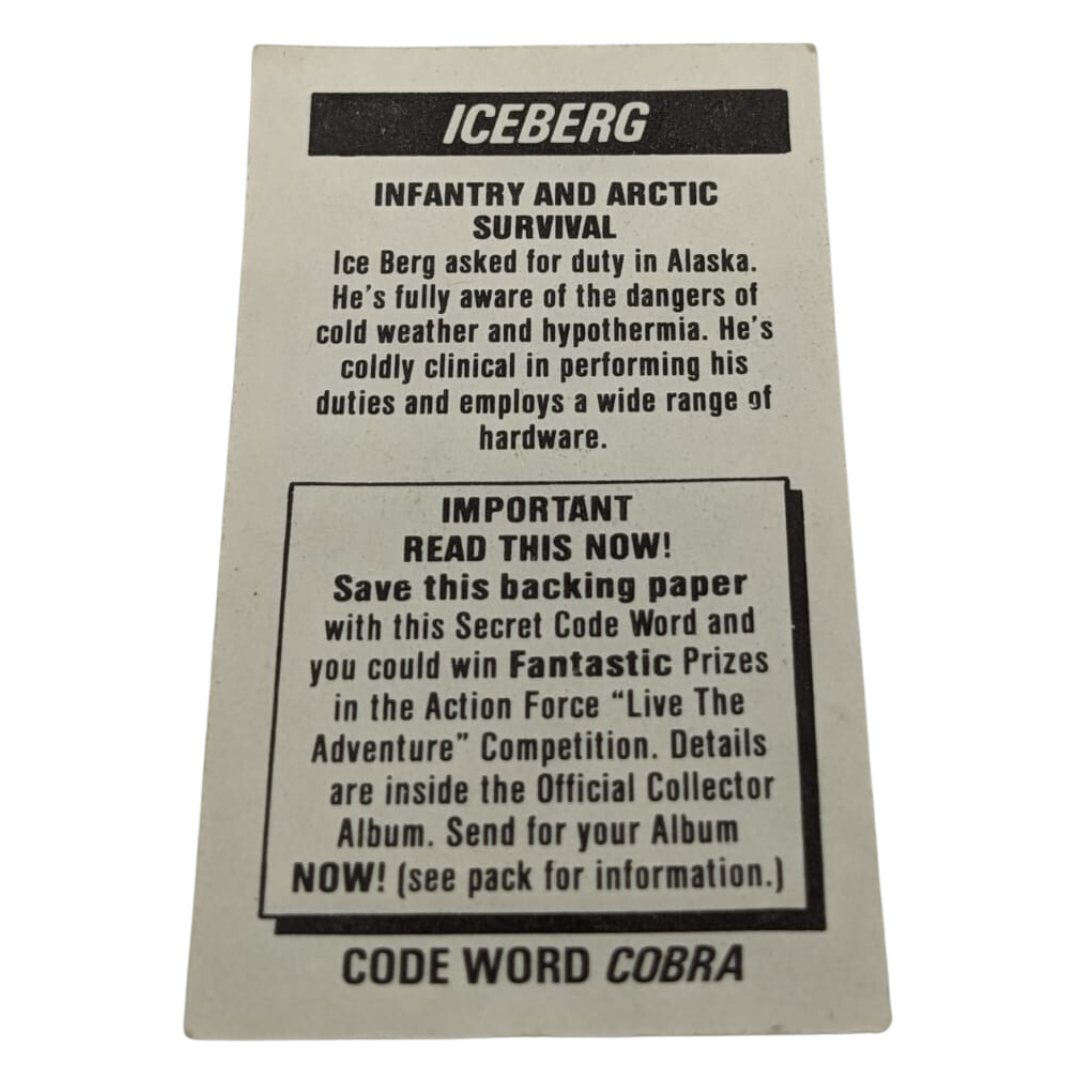 ICEBERG
INFANTRY AND ARCTIC
SURVIVAL
Ice Berg asked for duty in Alaska.
He's fully aware of the dangers of
cold weather and hypothermia. He's
coldly clinical in performing his
duties and employs a wide range of
hardware.
IMPORTANT
READ THIS NOW!
Save this backing paper
with this Secret Code Word and
you could win Fantastic Prizes
in the Action Force “Live The
Adventure” Competition. Details
are inside the Official Collector
Album. Send for your Album
NOW! (see pack for information.)
CODE WORD COBRA